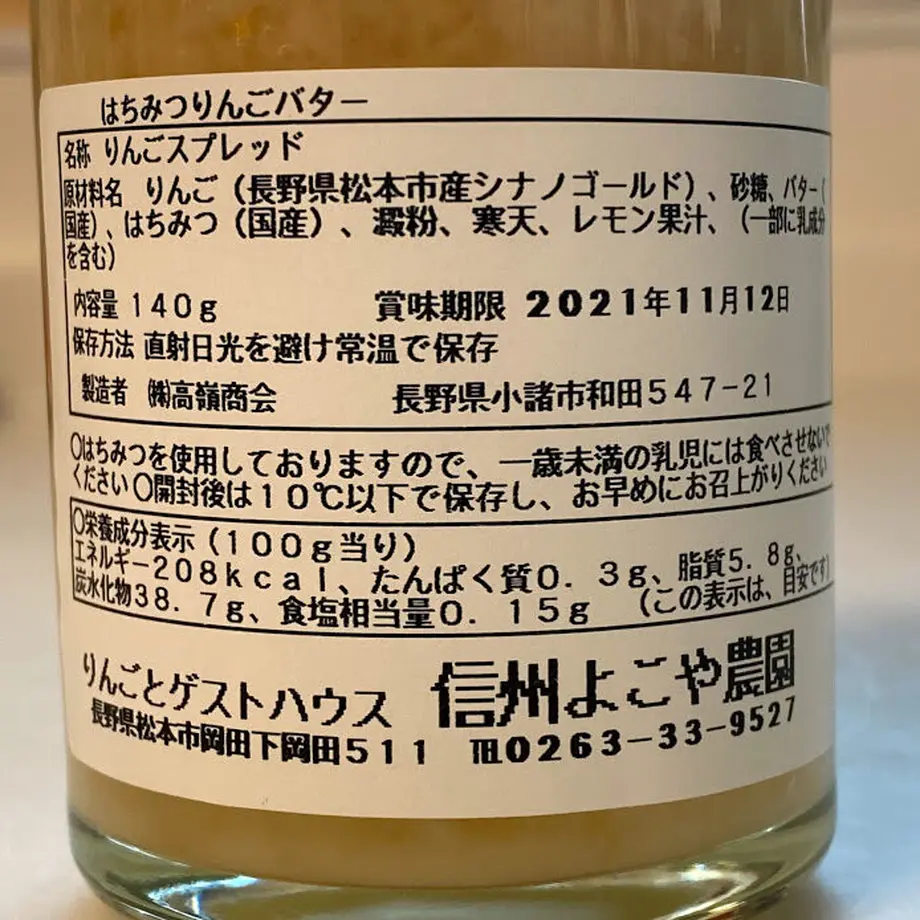 はちみつりんごバター
名称 りんごスプレッド
原材料名 りんご（長野県松本市産シナノゴールド）、砂糖、バター（
国産）、はちみつ（国産）、澱粉、寒天、レモン果汁、（一部に乳成分
を含む）
内容量 140g 賞味期限 2021年11月12日
保存方法 直射日光を避け常温で保存
製造者 ㈱高嶺商会 長野県小諸市和田547-21
〇はちみつを使用しておりますので、一歳未満の乳児には食べさせないで
ください 〇開封後は10℃以下で保存し、お早めにお召上がりください
〇栄養成分表示（100g当り）
エネルギー208kcal、たんぱく質0.3g、脂質5.8g、
炭水化物38.7g、食塩相当量0.15g （この表示は、目安です）
りんごとゲストハウス 信州よこや農園
長野県松本市岡田下岡田511 ℡0263-33-9527